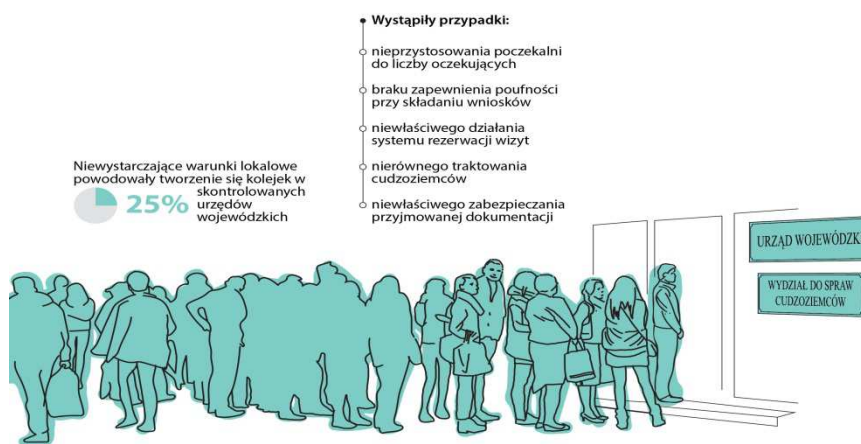 Wystąpiły przypadki:
nieprzystosowania poczekalni
do liczby oczekujących
braku zapewnienia poufności
przy składaniu wniosków
niewłaściwego działania
systemu rezerwacji wizyt
nierównego traktowania
cudzoziemców
niewłaściwego zabezpieczania
przyjmowanej dokumentacji
Niewystarczające warunki lokalowe
powodowały tworzenie się kolejek w
25% skontrolowanych
urzędów
wojewódzkich
URZĄD WOJEWÓDZK
WYDZIAŁ DO SPRAW
CUDZOZIEMCÓW